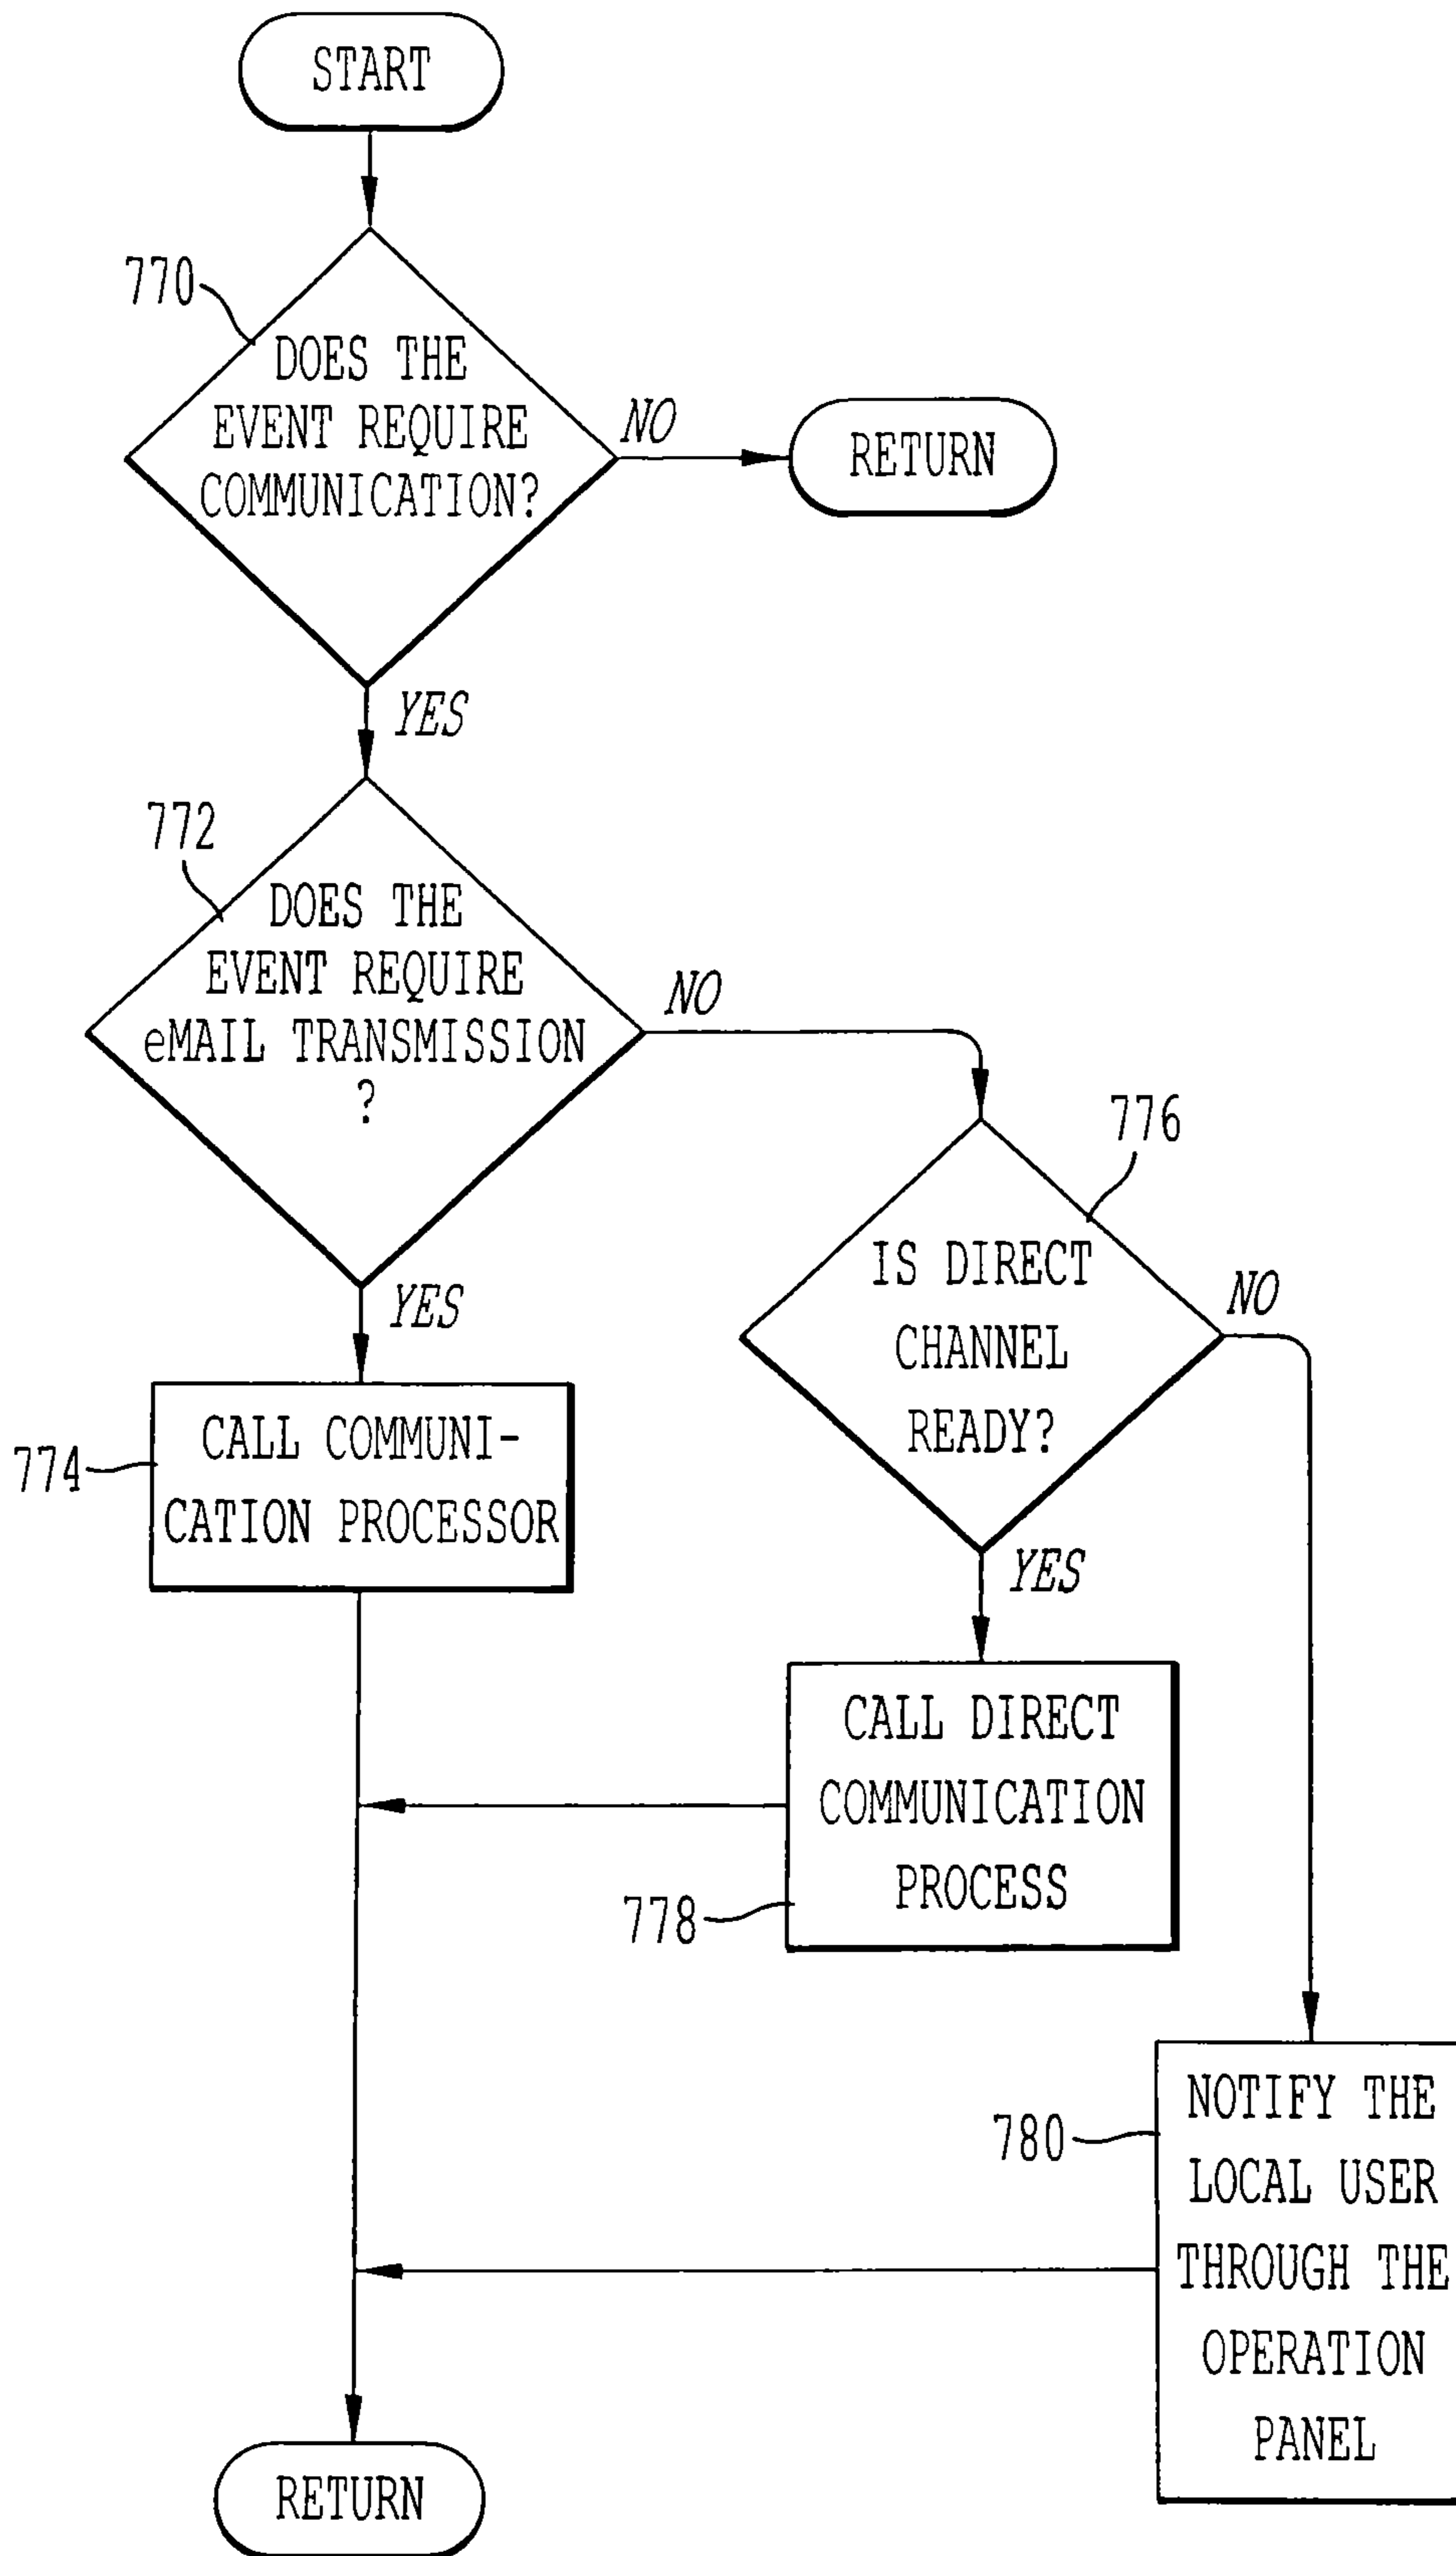 START
770
DOES THE
EVENT REQUIRE
COMMUNICATION?
NO
RETURN
YES
772
DOES THE
EVENT REQUIRE
eMAIL TRANSMISSION
?
NO
YES
776
IS DIRECT
CHANNEL
READY?
NO
YES
774
CALL COMMUNI-
CATION PROCESSOR
CALL DIRECT
COMMUNICATION
PROCESS
778
780
NOTIFY THE
LOCAL USER
THROUGH THE
OPERATION
PANEL
RETURN